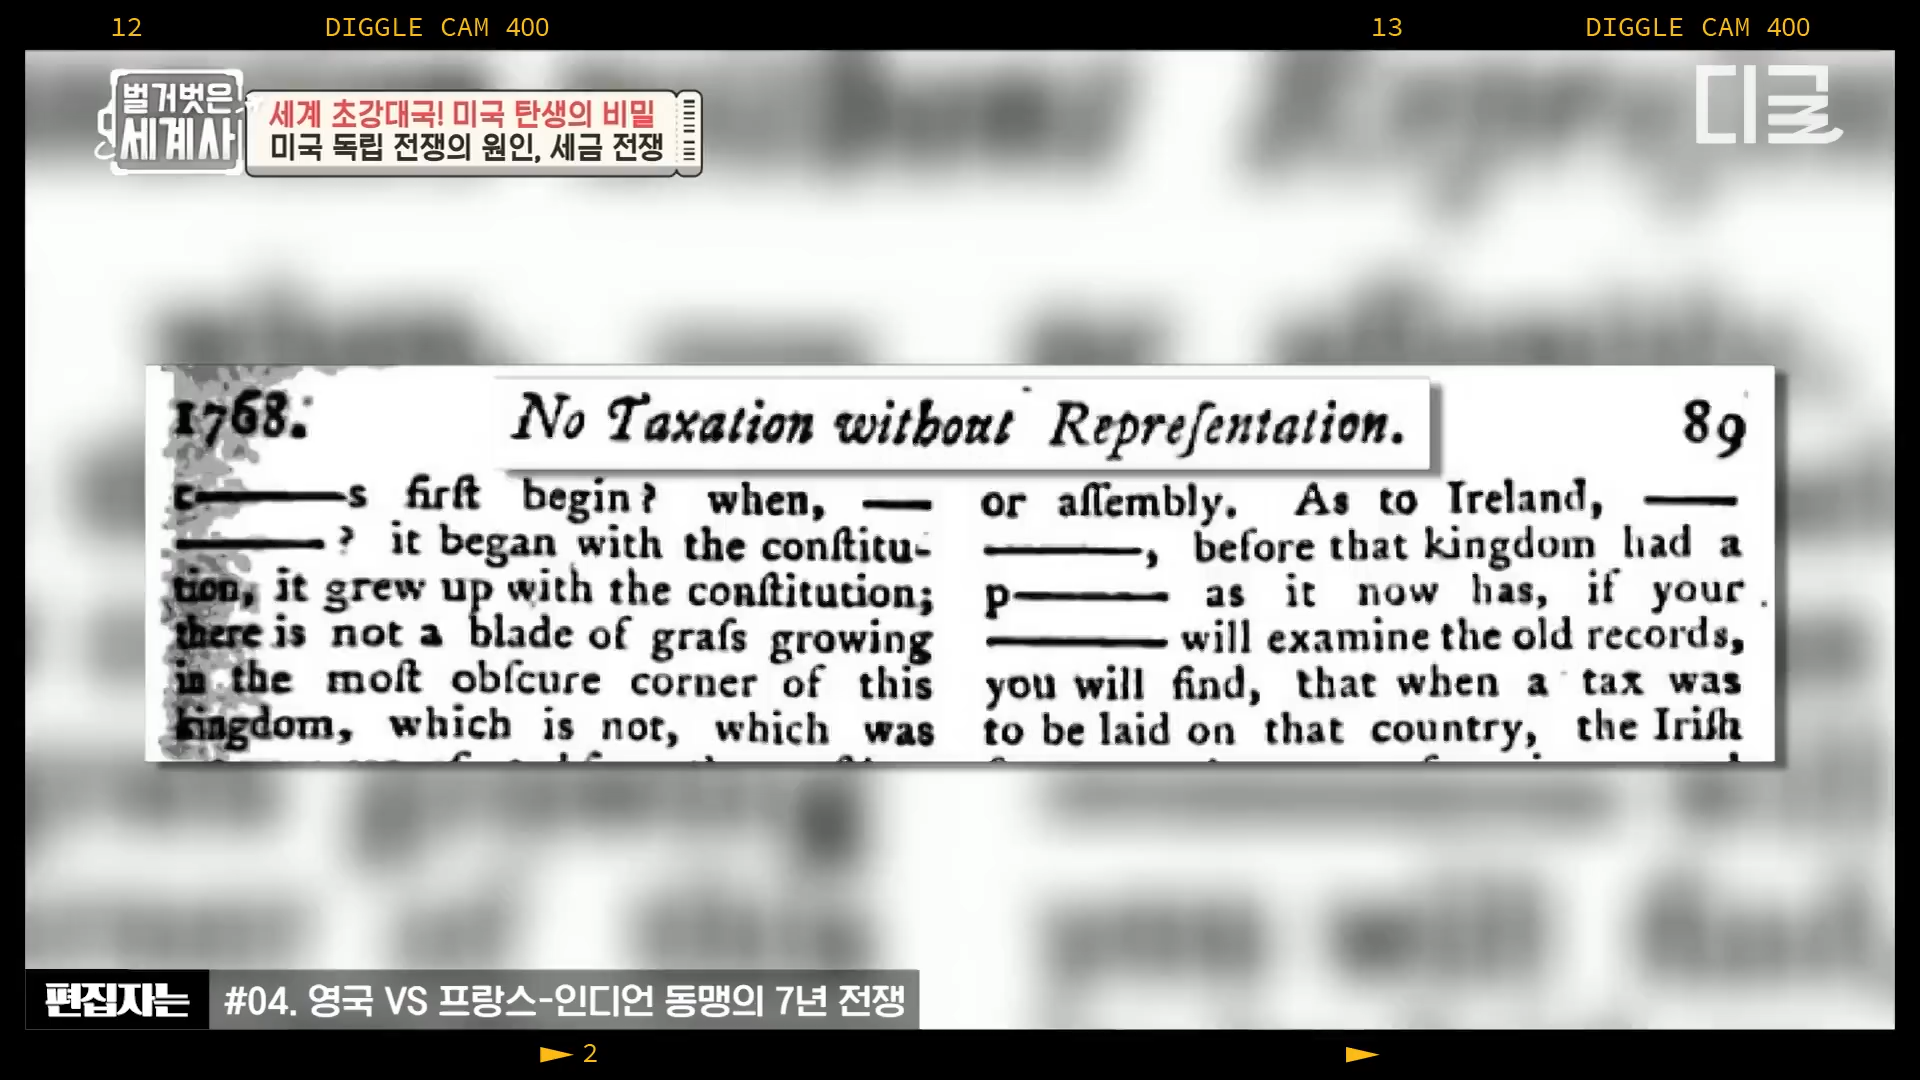 12 DIGGLE CAM 400 13 DIGGLE CAM 400
벌거벗은
세계사
세계 초강대국! 미국 탄생의 비밀
미국 독립 전쟁의 원인, 세금 전쟁
디글
1768. No Taxation without Repreſentation. 89
c———s firſt begin? when, —
———? it began with the conſtitu-
tion, it grew up with the conſtitution;
there is not a blade of graſs growing
in the moſt obſcure corner of this
kingdom, which is not, which was
or aſſembly. As to Ireland, —
———, before that kingdom had a
p——— as it now has, if your
——— will examine the old records,
you will find, that when a tax was
to be laid on that country, the Iriſh
편집자는 #04. 영국 VS 프랑스-인디언 동맹의 7년 전쟁
2